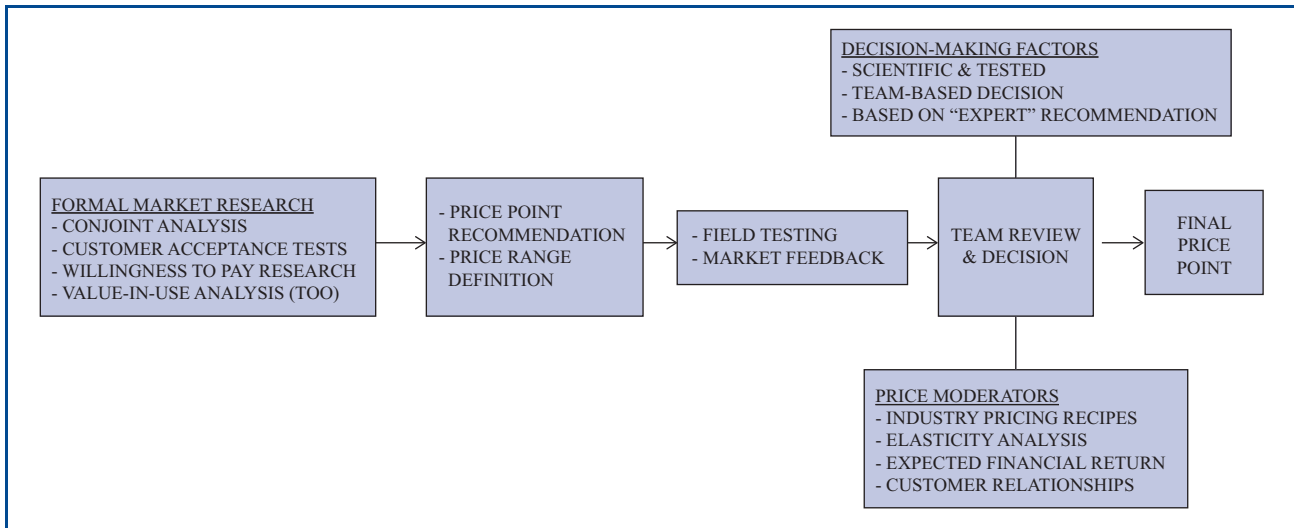 DECISION-MAKING FACTORS
- SCIENTIFIC & TESTED
- TEAM-BASED DECISION
- BASED ON “EXPERT” RECOMMENDATION
FORMAL MARKET RESEARCH
- CONJOINT ANALYSIS
- CUSTOMER ACCEPTANCE TESTS
- WILLINGNESS TO PAY RESEARCH
- VALUE-IN-USE ANALYSIS (TOO)
- PRICE POINT
RECOMMENDATION
- PRICE RANGE
DEFINITION
- FIELD TESTING
- MARKET FEEDBACK
TEAM REVIEW
& DECISION
FINAL
PRICE
POINT
PRICE MODERATORS
- INDUSTRY PRICING RECIPES
- ELASTICITY ANALYSIS
- EXPECTED FINANCIAL RETURN
- CUSTOMER RELATIONSHIPS